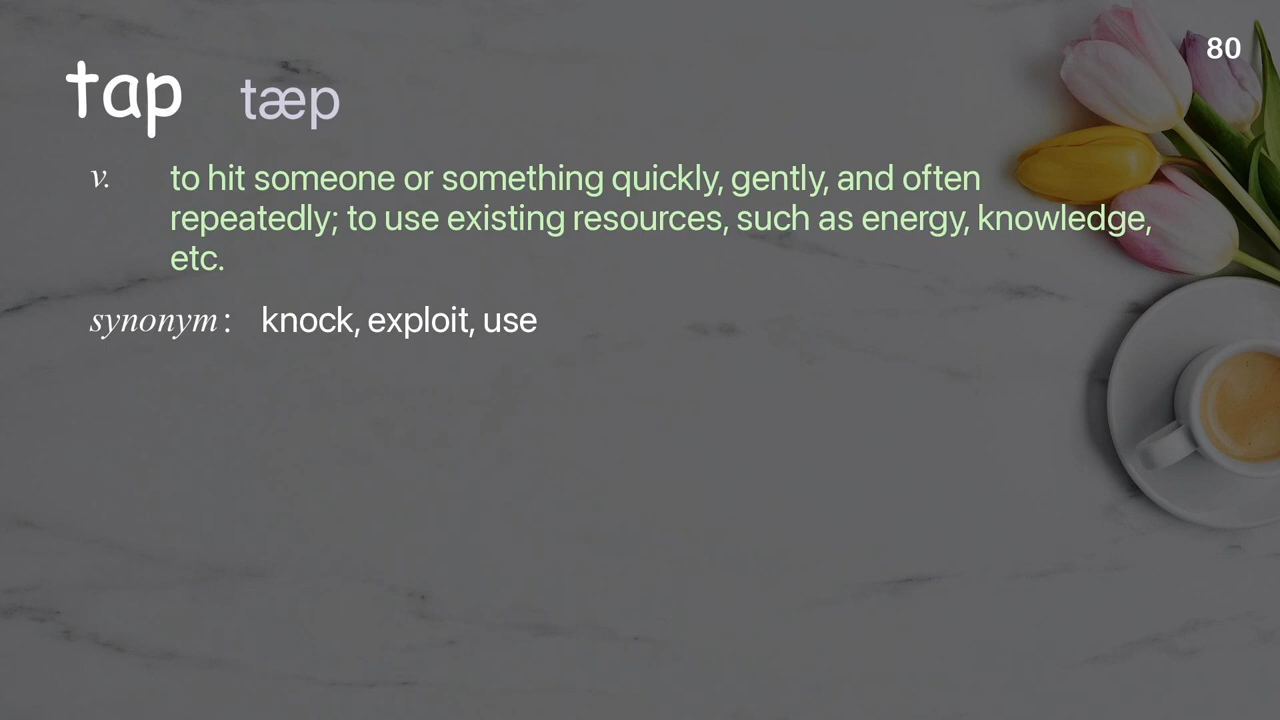 80
tap tæp
v. to hit someone or something quickly, gently, and often
repeatedly; to use existing resources, such as energy, knowledge,
etc.
synonym : knock, exploit, use